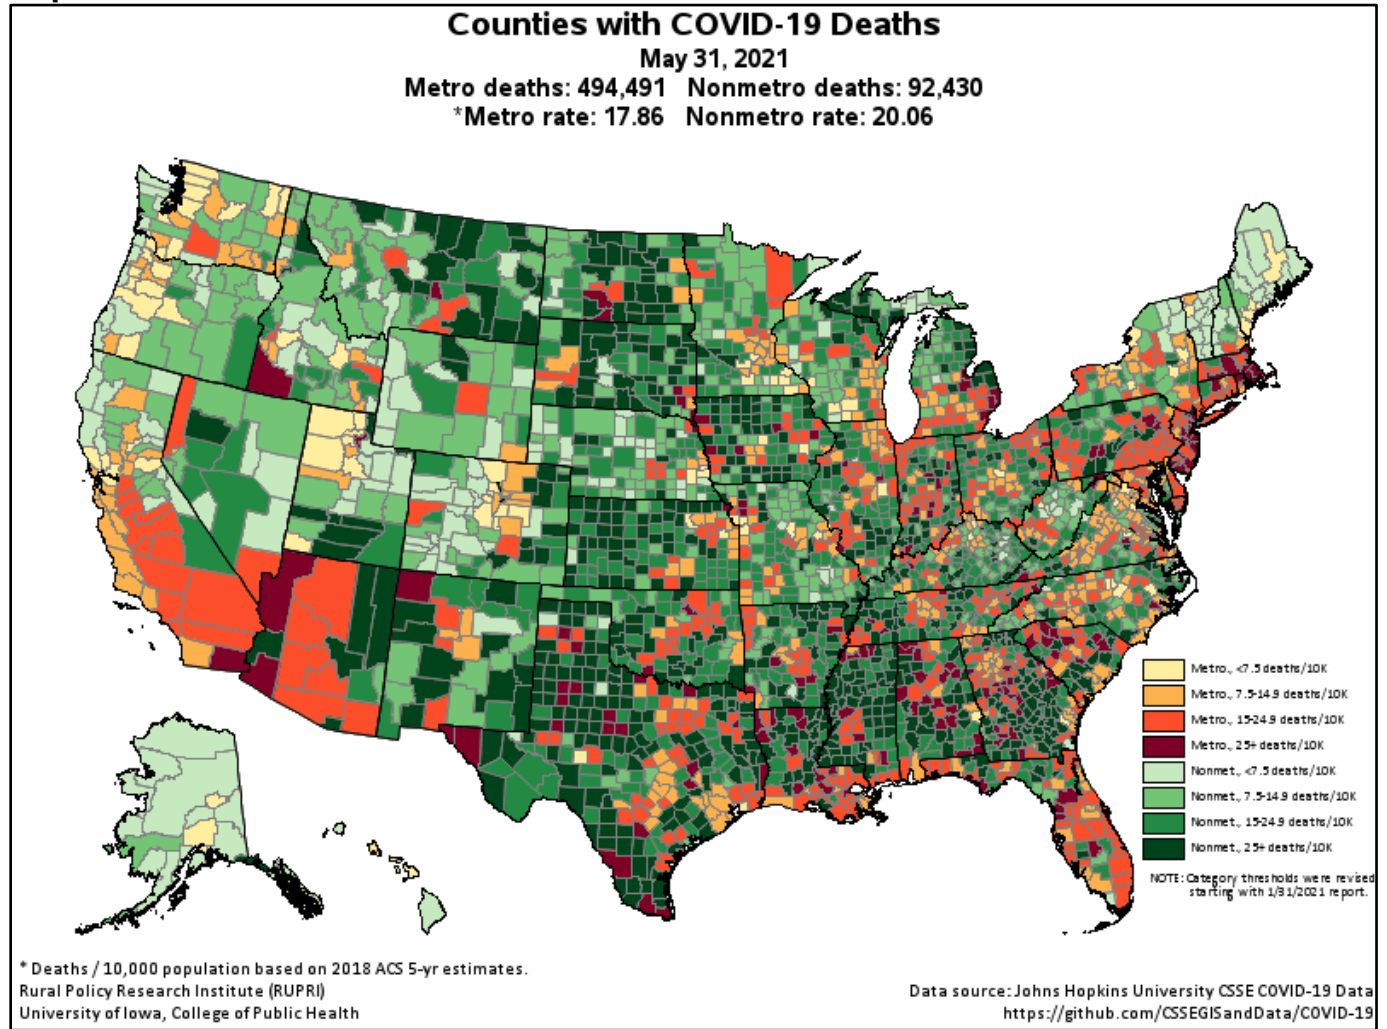 Counties with COVID-19 Deaths
May 31, 2021
Metro deaths: 494,491 Nonmetro deaths: 92,430
*Metro rate: 17.86 Nonmetro rate: 20.06
Metro., <7.5 deaths/10K
Metro., 7.5-14.9 deaths/10K
Metro., 15-24.9 deaths/10K
Metro., 25+ deaths/10K
Nonmet., <7.5 deaths/10K
Nonmet., 7.5-14.9 deaths/10K
Nonmet., 15-24.9 deaths/10K
Nonmet., 25+ deaths/10K
NOTE: Category thresholds were revised
starting with 1/31/2021 report.
* Deaths / 10,000 population based on 2018 ACS 5-yr estimates.
Rural Policy Research Institute (RUPRI)
University of Iowa, College of Public Health
Data source: Johns Hopkins University CSSE COVID-19 Data
https://github.com/CSSEGISandData/COVID-19